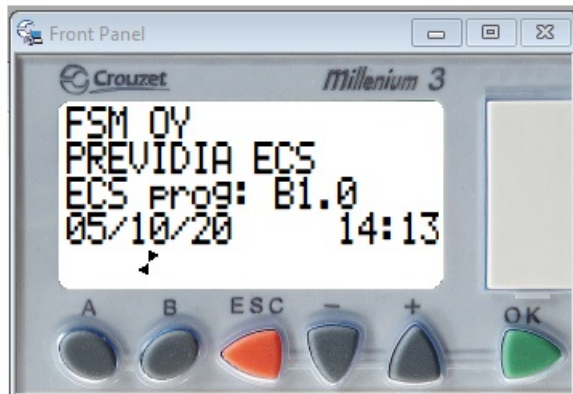 Front Panel
Crouzet Millenium 3
FSM OY
PREVIDIA ECS
ECS prog: B1.0
05/10/20 14:13
A B ESC - + OK